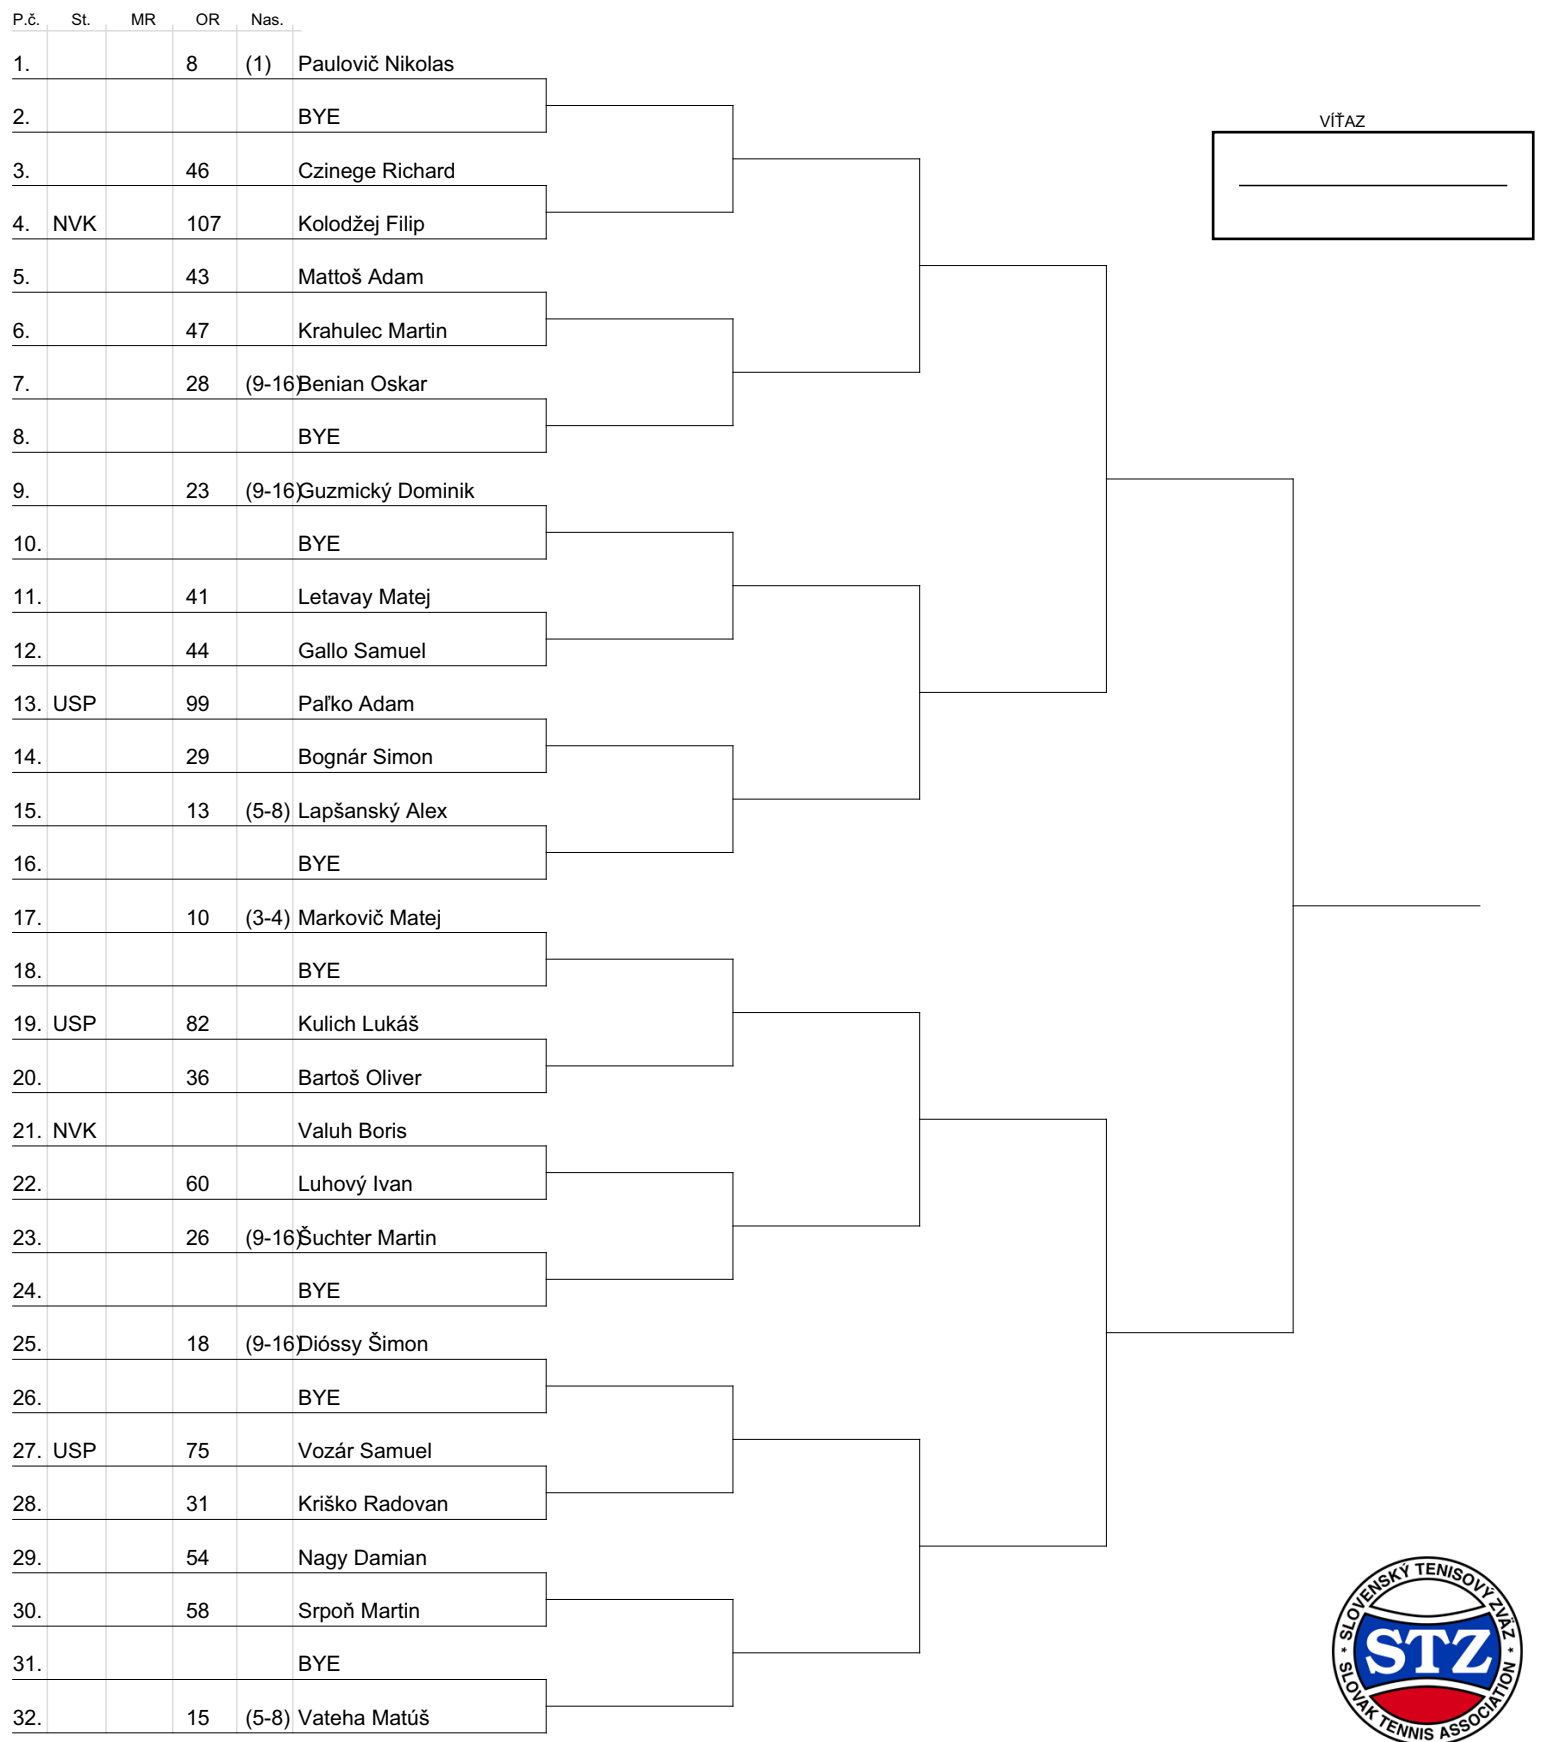 P.č. St. MR OR Nas.
1. 8 (1) Paulovič Nikolas
2. BYE
VÍŤAZ
3. 46 Czinege Richard
4. NVK 107 Kolodžej Filip
5. 43 Mattoš Adam
6. 47 Krahulec Martin
7. 28 (9-16) Benian Oskar
8. BYE
9. 23 (9-16) Guzmický Dominik
10. BYE
11. 41 Letavay Matej
12. 44 Gallo Samuel
13. USP 99 Paľko Adam
14. 29 Bognár Simon
15. 13 (5-8) Lapšanský Alex
16. BYE
17. 10 (3-4) Markovič Matej
18. BYE
19. USP 82 Kulich Lukáš
20. 36 Bartoš Oliver
21. NVK Valuh Boris
22. 60 Luhový Ivan
23. 26 (9-16) Šuchter Martin
24. BYE
25. 18 (9-16) Dióssy Šimon
26. BYE
27. USP 75 Vozár Samuel
28. 31 Kriško Radovan
29. 54 Nagy Damian
30. 58 Srpoň Martin
31. BYE
32. 15 (5-8) Vateha Matúš
SLOVENSKÝ TENISOVÝ ZVÄZ
STZ
SLOVAK TENNIS ASSOCIATION